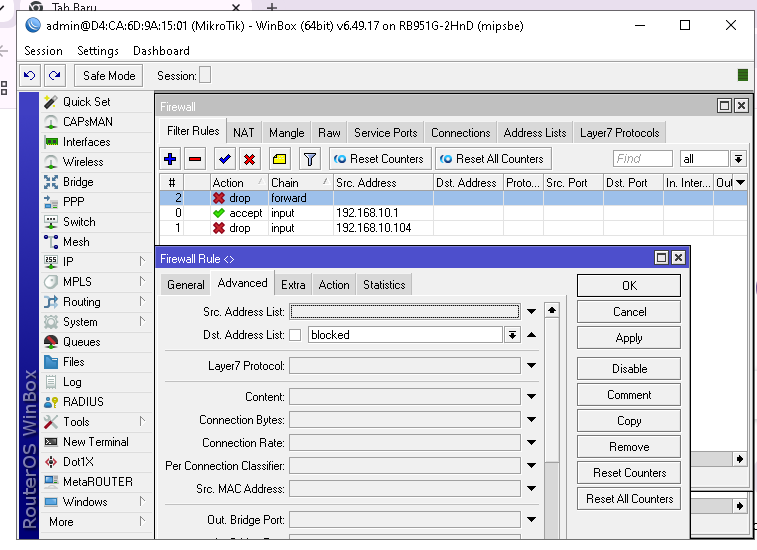 Tab Baru
admin@D4:CA:6D:9A:15:01 (MikroTik) - WinBox (64bit) v6.49.17 on RB951G-2HnD (mipsbe)
Session Settings Dashboard
Safe Mode Session:
Quick Set
CAPsMAN
Interfaces
Wireless
Bridge
PPP
Switch
Mesh
IP
MPLS
Routing
System
Queues
Files
Log
RADIUS
Tools
New Terminal
Dot1X
MetaROUTER
Windows
More
RouterOS WinBox
Firewall
Filter Rules NAT Mangle Raw Service Ports Connections Address Lists Layer7 Protocols
Reset Counters Reset All Counters Find all
# Action Chain Src. Address Dst. Address Proto... Src. Port Dst. Port In. Inter... Out
2 drop forward
0 accept input 192.168.10.1
1 drop input 192.168.10.104
Firewall Rule <>
General Advanced Extra Action Statistics
Src. Address List:
Dst. Address List: blocked
Layer7 Protocol:
Content:
Connection Bytes:
Connection Rate:
Per Connection Classifier:
Src. MAC Address:
Out. Bridge Port:
OK
Cancel
Apply
Disable
Comment
Copy
Remove
Reset Counters
Reset All Counters